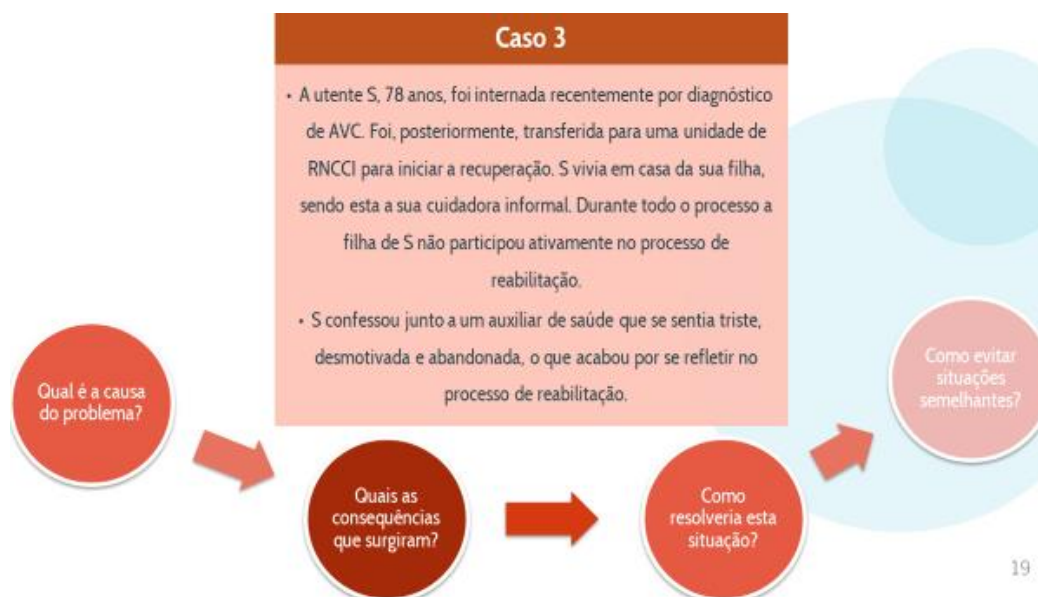 Caso 3
• A utente S, 78 anos, foi internada recentemente por diagnóstico
de AVC. Foi, posteriormente, transferida para uma unidade de
RNCCI para iniciar a recuperação. S vivia em casa da sua filha,
sendo esta a sua cuidadora informal. Durante todo o processo a
filha de S não participou ativamente no processo de
reabilitação.
• S confessou junto a um auxiliar de saúde que se sentia triste,
desmotivada e abandonada, o que acabou por se refletir no
processo de reabilitação.
Qual é a causa
do problema?
Quais as
consequências
que surgiram?
Como
resolveria esta
situação?
Como evitar
situações
semelhantes?
19